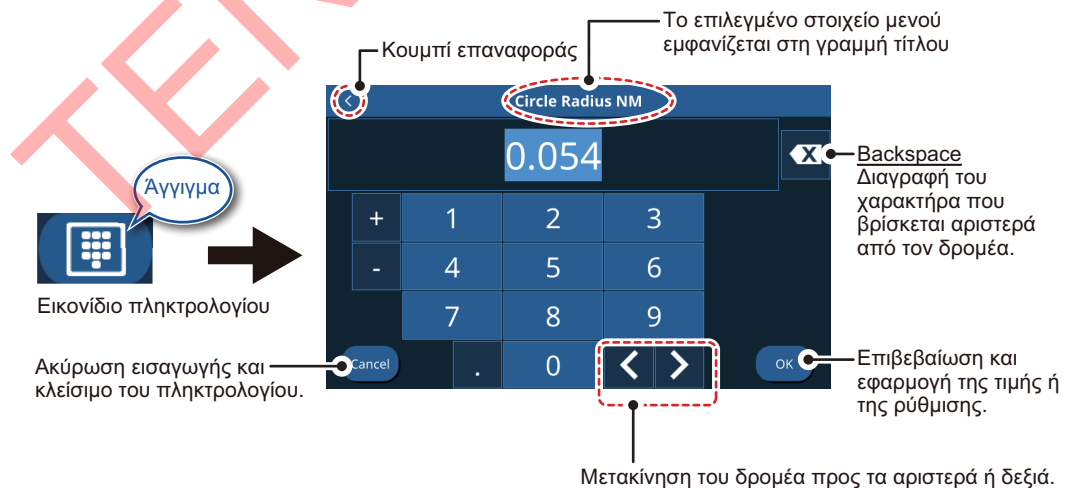 Το επιλεγμένο στοιχείο μενού
εμφανίζεται στη γραμμή τίτλου
Κουμπί επαναφοράς
Circle Radius NM
0.054
X
Backspace
Διαγραφή του
χαρακτήρα που
βρίσκεται αριστερά
από τον δρομέα.
Άγγιγμα
+ 1 2 3
- 4 5 6
7 8 9
Cancel . 0 < > OK
Εικονίδιο πληκτρολογίου
Ακύρωση εισαγωγής και
κλείσιμο του πληκτρολογίου.
Επιβεβαίωση και
εφαρμογή της τιμής ή
της ρύθμισης.
Μετακίνηση του δρομέα προς τα αριστερά ή δεξιά.